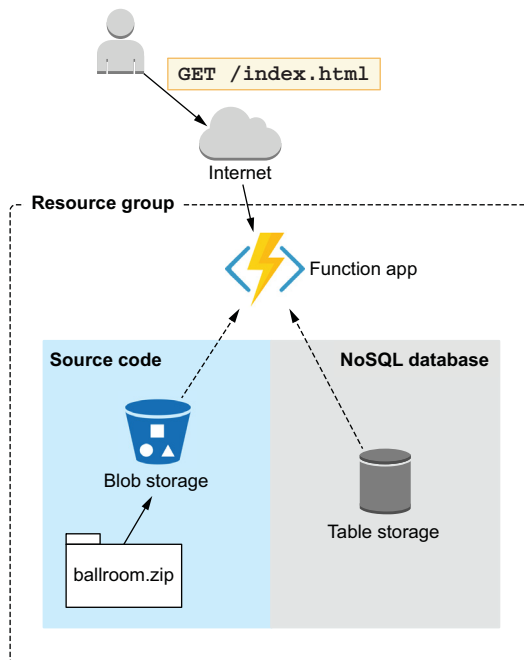 GET /index.html
Internet
Resource group
Function app
Source code
NoSQL database
Blob storage
Table storage
ballroom.zip